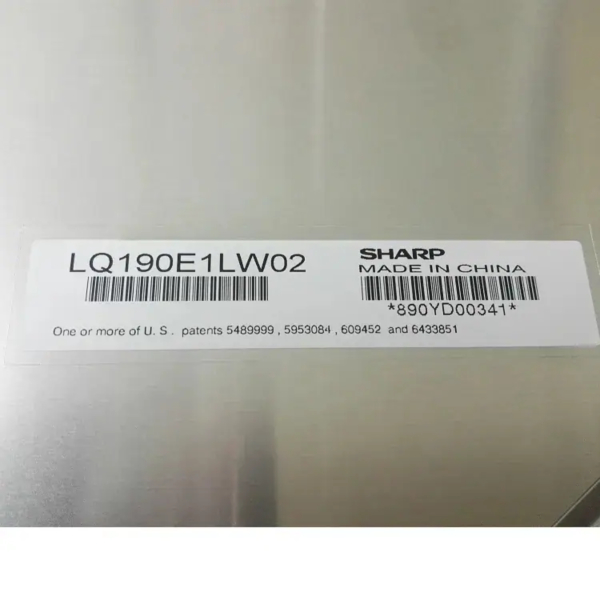 LQ190E1LW02
SHARP
MADE IN CHINA
*890YD00341*
One or more of U. S . patents 5489999 , 5953084 , 609452 and 6433851